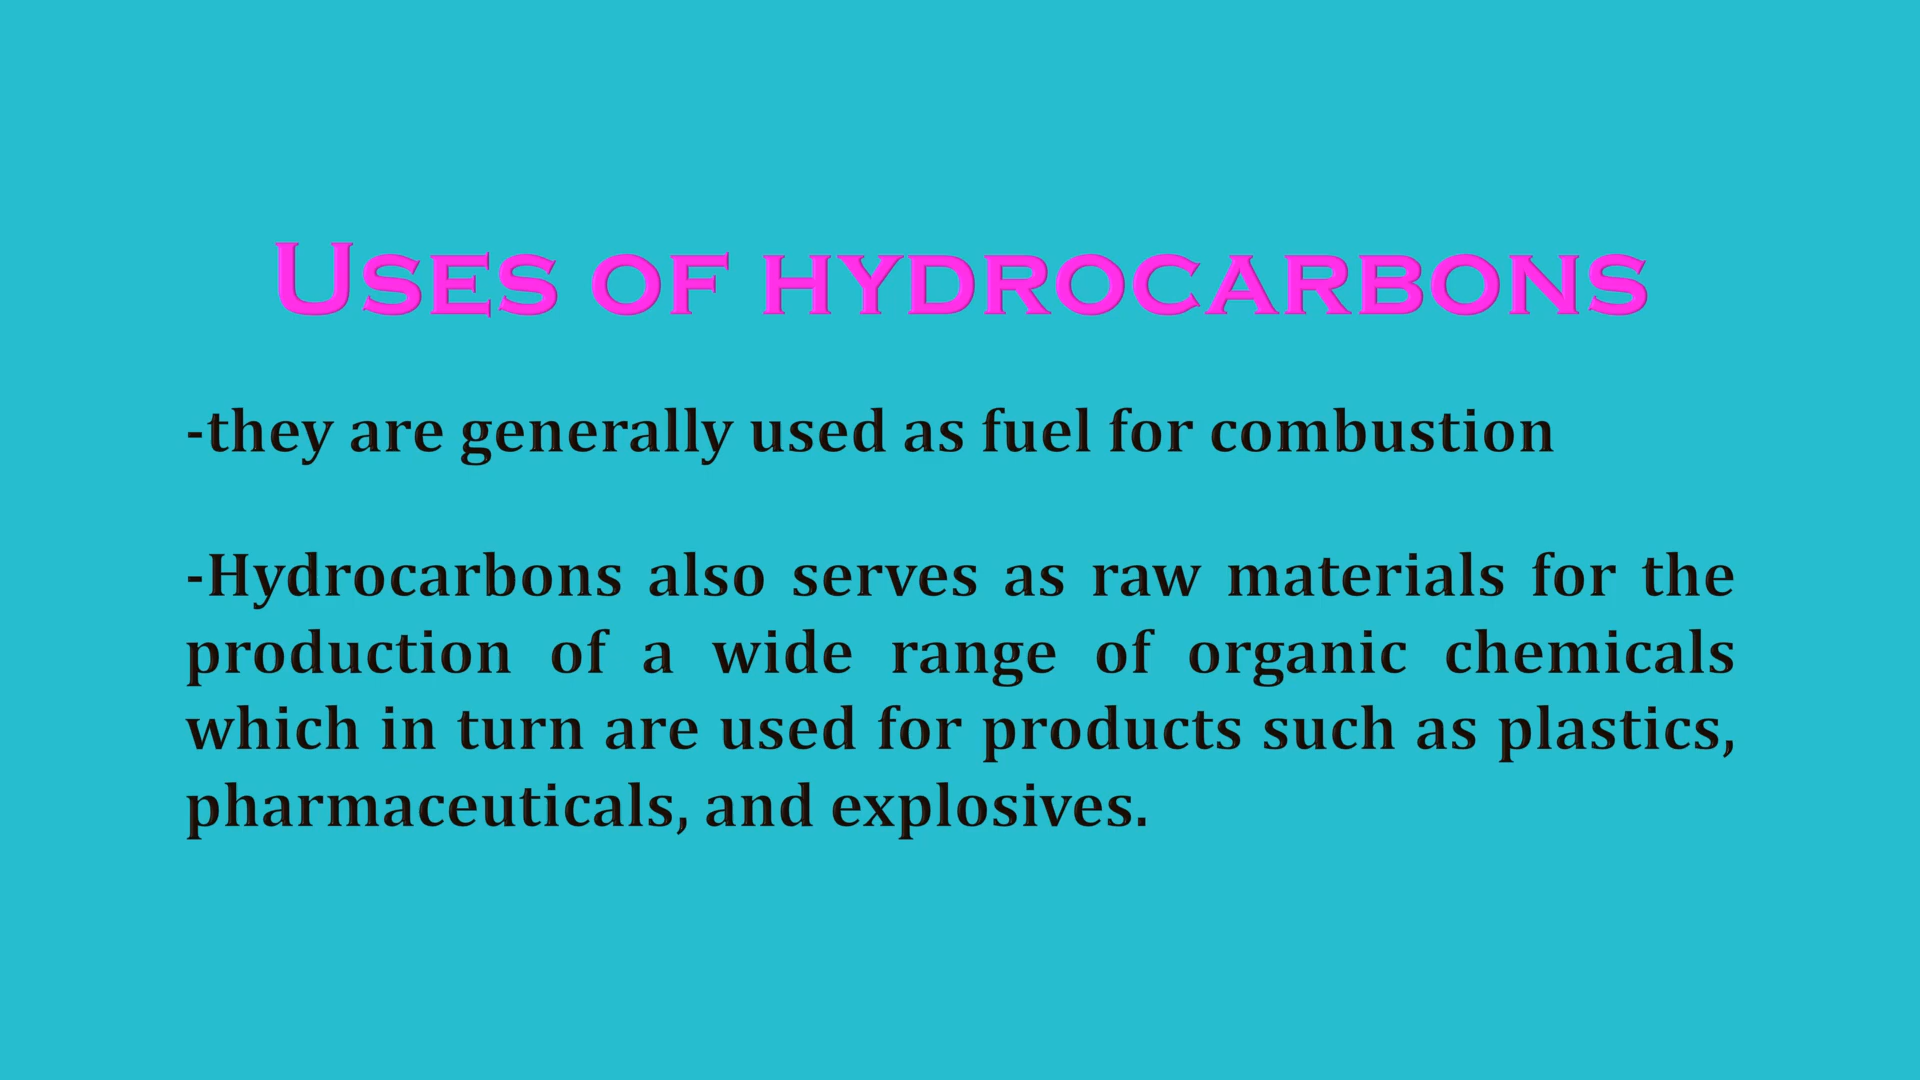 Uses of hydrocarbons
-they are generally used as fuel for combustion
-Hydrocarbons also serves as raw materials for the
production of a wide range of organic chemicals
which in turn are used for products such as plastics,
pharmaceuticals, and explosives.